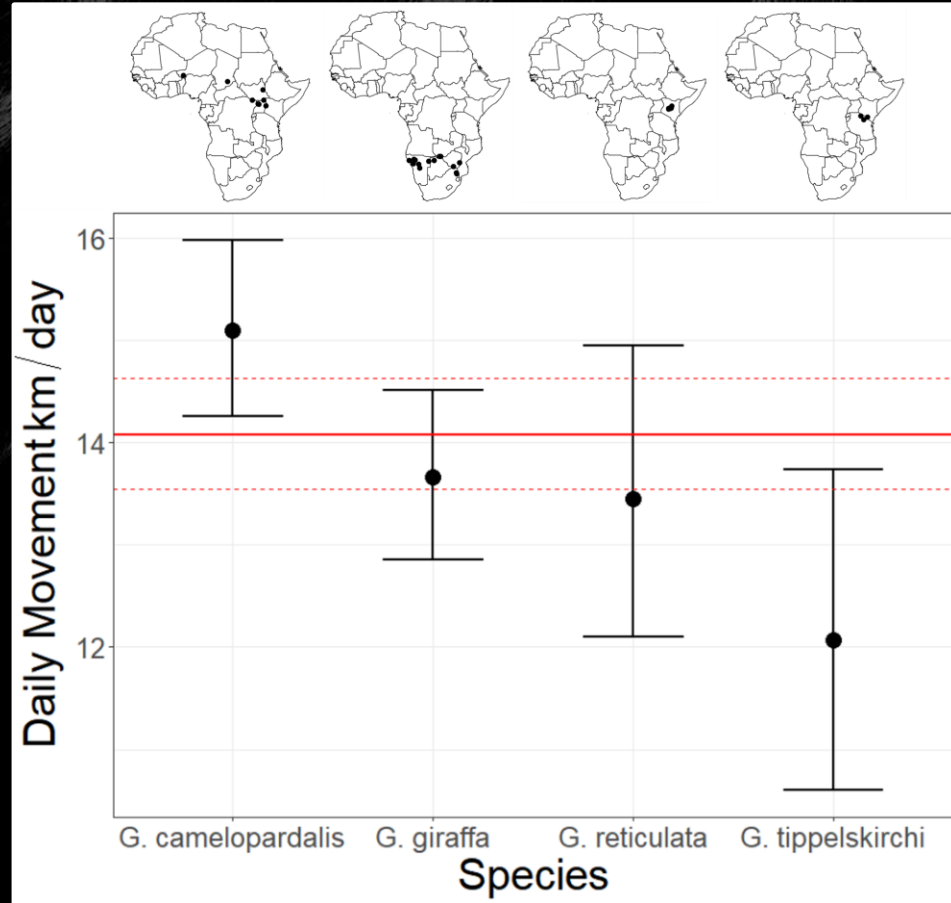 16
14
12
Daily Movement km / day
G. camelopardalis
G. giraffa
G. reticulata
G. tippelskirchi
Species